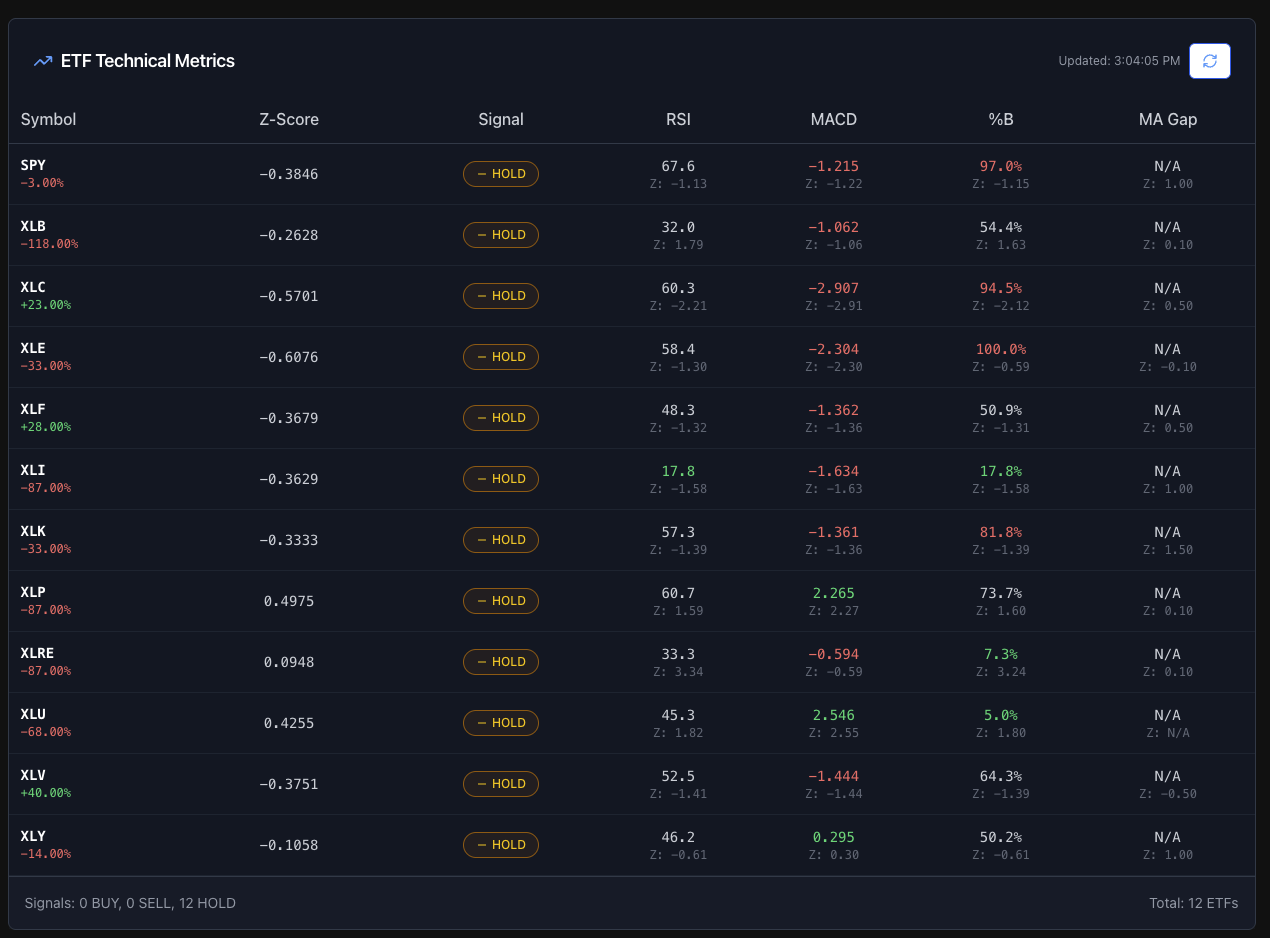 ETF Technical Metrics
Updated: 3:04:05 PM
Symbol Z-Score Signal RSI MACD %B MA Gap
SPY −0.3846 − HOLD 67.6 −1.215 97.0% N/A
−3.00% Z: −1.13 Z: −1.22 Z: −1.15 Z: 1.00
XLB −0.2628 − HOLD 32.0 −1.062 54.4% N/A
−118.00% Z: 1.79 Z: −1.06 Z: 1.63 Z: 0.10
XLC −0.5701 − HOLD 60.3 −2.907 94.5% N/A
+23.00% Z: −2.21 Z: −2.91 Z: −2.12 Z: 0.50
XLE −0.6076 − HOLD 58.4 −2.304 100.0% N/A
−33.00% Z: −1.30 Z: −2.30 Z: −0.59 Z: −0.10
XLF −0.3679 − HOLD 48.3 −1.362 50.9% N/A
+28.00% Z: −1.32 Z: −1.36 Z: −1.31 Z: 0.50
XLI −0.3629 − HOLD 17.8 −1.634 17.8% N/A
−87.00% Z: −1.58 Z: −1.63 Z: −1.58 Z: 1.00
XLK −0.3333 − HOLD 57.3 −1.361 81.8% N/A
−33.00% Z: −1.39 Z: −1.36 Z: −1.39 Z: 1.50
XLP 0.4975 − HOLD 60.7 2.265 73.7% N/A
−87.00% Z: 1.59 Z: 2.27 Z: 1.60 Z: 0.10
XLRE 0.0948 − HOLD 33.3 −0.594 7.3% N/A
−87.00% Z: 3.34 Z: −0.59 Z: 3.24 Z: 0.10
XLU 0.4255 − HOLD 45.3 2.546 5.0% N/A
−68.00% Z: 1.82 Z: 2.55 Z: 1.80 Z: N/A
XLV −0.3751 − HOLD 52.5 −1.444 64.3% N/A
+40.00% Z: −1.41 Z: −1.44 Z: −1.39 Z: −0.50
XLY −0.1058 − HOLD 46.2 0.295 50.2% N/A
−14.00% Z: −0.61 Z: 0.30 Z: −0.61 Z: 1.00
Signals: 0 BUY, 0 SELL, 12 HOLD
Total: 12 ETFs